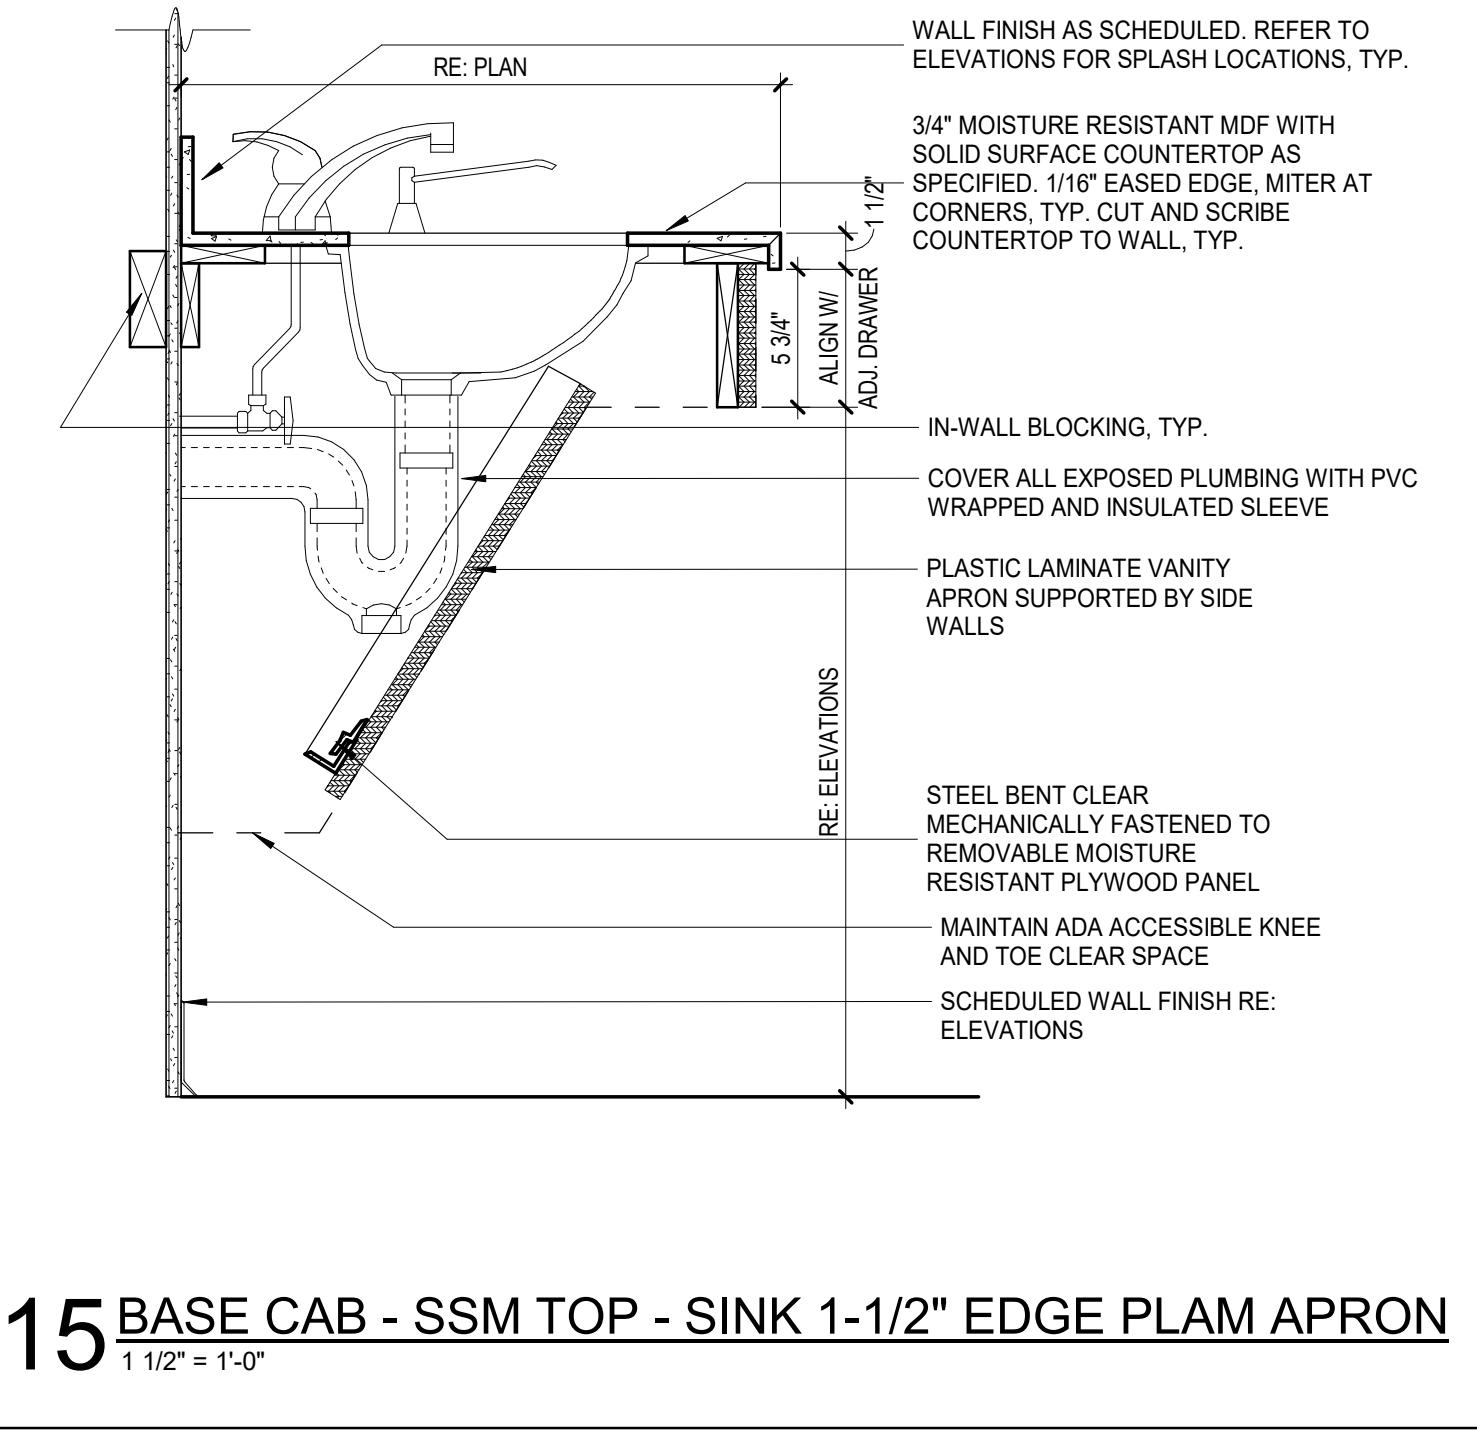 WALL FINISH AS SCHEDULED. REFER TO
ELEVATIONS FOR SPLASH LOCATIONS, TYP.
RE: PLAN
3/4" MOISTURE RESISTANT MDF WITH
SOLID SURFACE COUNTERTOP AS
SPECIFIED. 1/16" EASED EDGE, MITER AT
CORNERS, TYP. CUT AND SCRIBE
COUNTERTOP TO WALL, TYP.
1 1/2"
5 3/4"
ALIGN W/
ADJ. DRAWER
IN-WALL BLOCKING, TYP.
COVER ALL EXPOSED PLUMBING WITH PVC
WRAPPED AND INSULATED SLEEVE
PLASTIC LAMINATE VANITY
APRON SUPPORTED BY SIDE
WALLS
RE: ELEVATIONS
STEEL BENT CLEAR
MECHANICALLY FASTENED TO
REMOVABLE MOISTURE
RESISTANT PLYWOOD PANEL
MAINTAIN ADA ACCESSIBLE KNEE
AND TOE CLEAR SPACE
SCHEDULED WALL FINISH RE:
ELEVATIONS
15 BASE CAB - SSM TOP - SINK 1-1/2" EDGE PLAM APRON
1 1/2" = 1'-0"